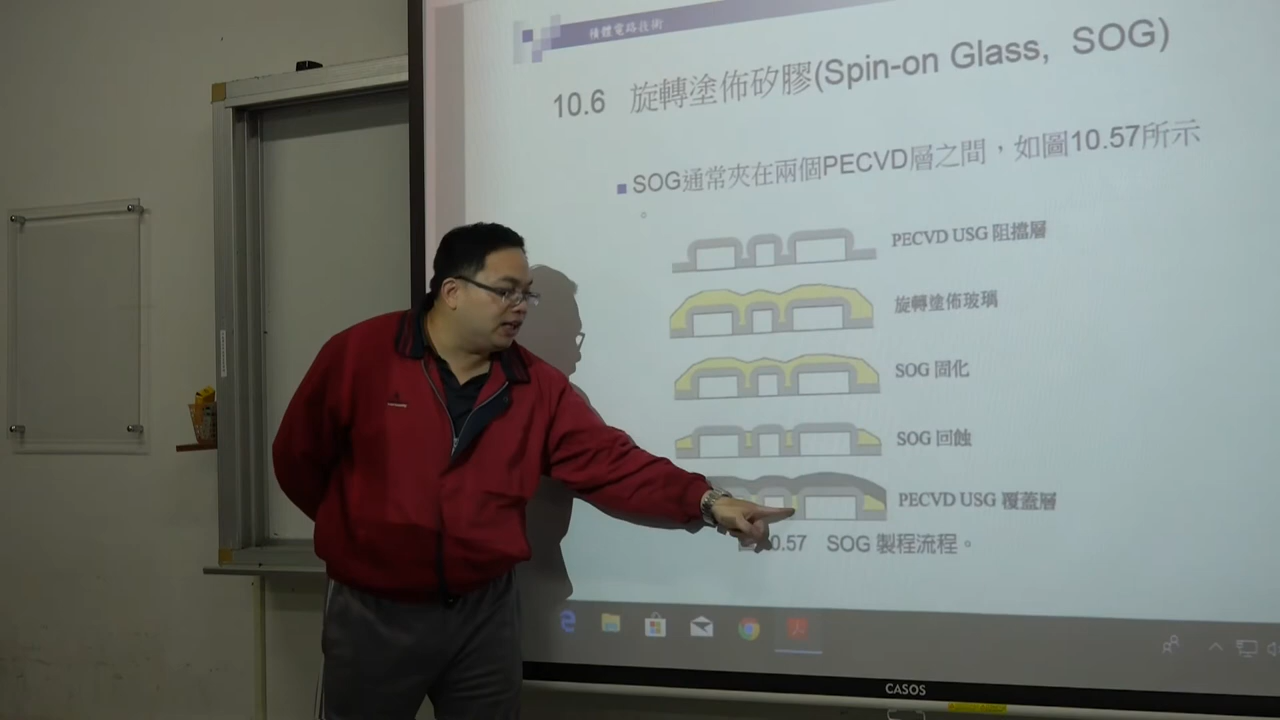 積體電路技術
10.6 旋轉塗佈矽膠(Spin-on Glass, SOG)
SOG通常夾在兩個PECVD層之間，如圖10.57所示
。
PECVD USG 阻擋層
旋轉塗佈玻璃
SOG 固化
SOG 回蝕
PECVD USG 覆蓋層
0.57 SOG 製程流程。
CASOS